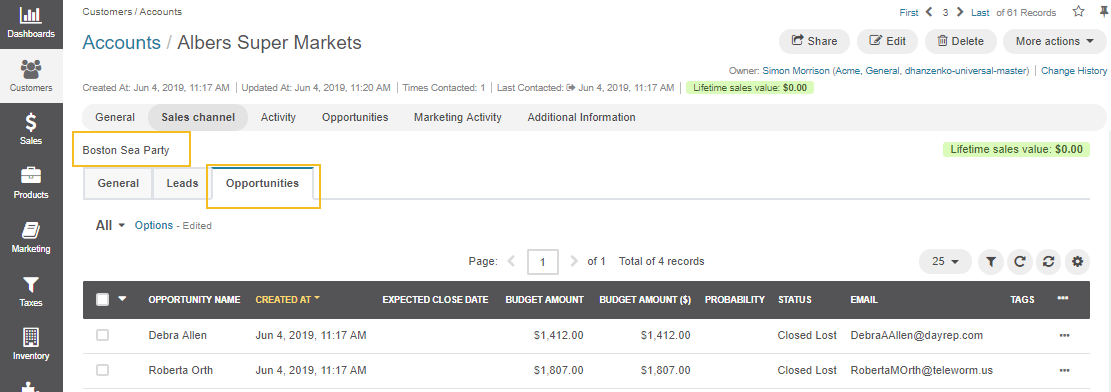 Customers / Accounts
First 3 Last of 61 Records
Dashboards
Accounts / Albers Super Markets
Share Edit Delete More actions
Owner: Simon Morrison (Acme, General, dhanzenko-universal-master) Change History
Customers
Created At: Jun 4, 2019, 11:17 AM Updated At: Jun 4, 2019, 11:20 AM Times Contacted: 1 Last Contacted: Jun 4, 2019, 11:17 AM Lifetime sales value: $0.00
General Sales channel Activity Opportunities Marketing Activity Additional Information
Sales
Boston Sea Party
Lifetime sales value: $0.00
General Leads Opportunities
Products
All Options - Edited
Marketing
Page: 1 of 1 Total of 4 records 25
Taxes
OPPORTUNITY NAME CREATED AT EXPECTED CLOSE DATE BUDGET AMOUNT BUDGET AMOUNT ($) PROBABILITY STATUS EMAIL TAGS
Debra Allen Jun 4, 2019, 11:17 AM $1,412.00 $1,412.00 Closed Lost DebraAAllen@dayrep.com
Inventory
Roberta Orth Jun 4, 2019, 11:17 AM $1,807.00 $1,807.00 Closed Lost RobertaMOrth@teleworm.us